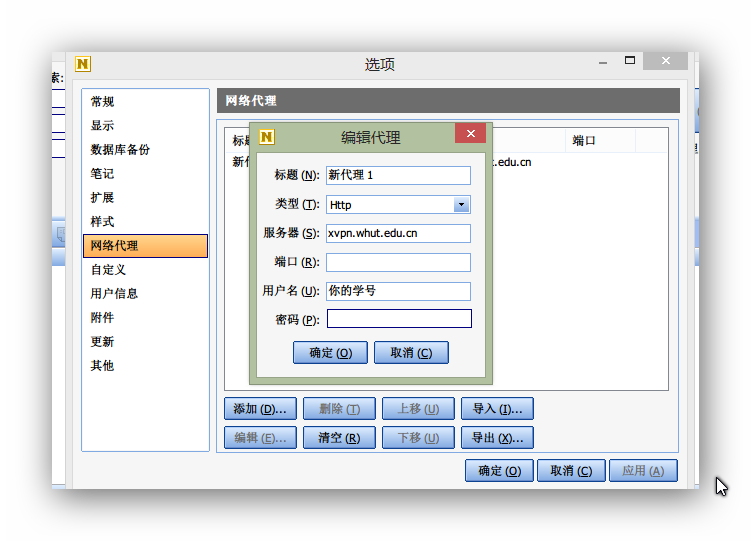 选项
索:
常规
显示
数据库备份
笔记
扩展
样式
网络代理
自定义
用户信息
附件
更新
其他
网络代理
端口
.edu.cn
编辑代理
标题 (N): 新代理 1
类型 (T): Http
服务器 (S): xvpn.whut.edu.cn
端口 (R):
用户名 (U): 你的学号
密码 (P):
确定 (O) 取消 (C)
添加 (D)... 删除 (T) 上移 (U) 导入 (I)...
编辑 (E)... 清空 (R) 下移 (U) 导出 (X)...
确定 (O) 取消 (C) 应用 (A)